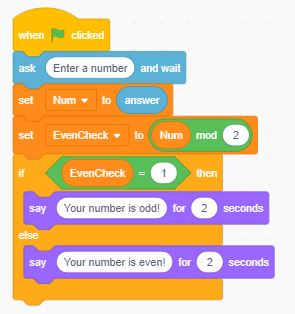 when clicked
ask Enter a number and wait
set Num to answer
set EvenCheck to Num mod 2
if EvenCheck = 1 then
say Your number is odd! for 2 seconds
else
say Your number is even! for 2 seconds